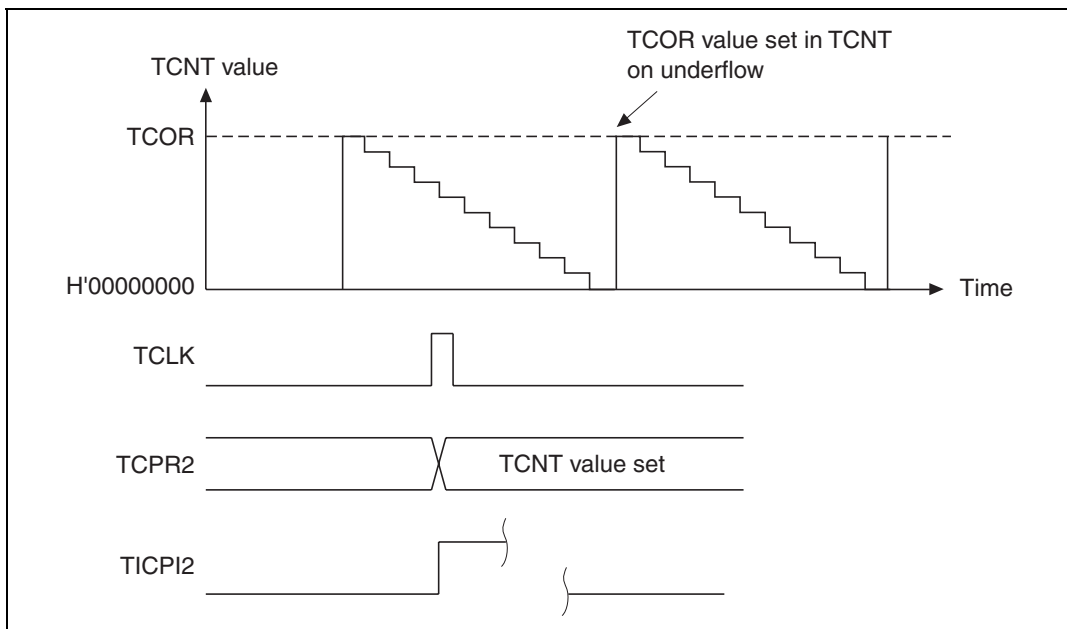 TCOR value set in TCNT
on underflow
TCNT value
TCOR
H'00000000
Time
TCLK
TCPR2
TCNT value set
TICPI2